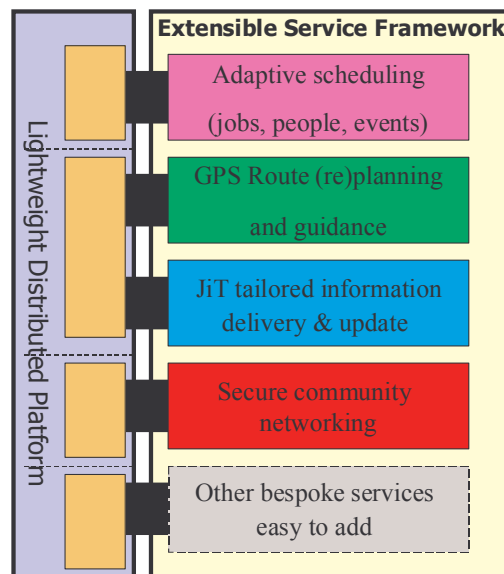 Extensible Service Framework
Lightweight Distributed Platform
Adaptive scheduling
(jobs, people, events)
GPS Route (re)planning
and guidance
JiT tailored information
delivery & update
Secure community
networking
Other bespoke services
easy to add